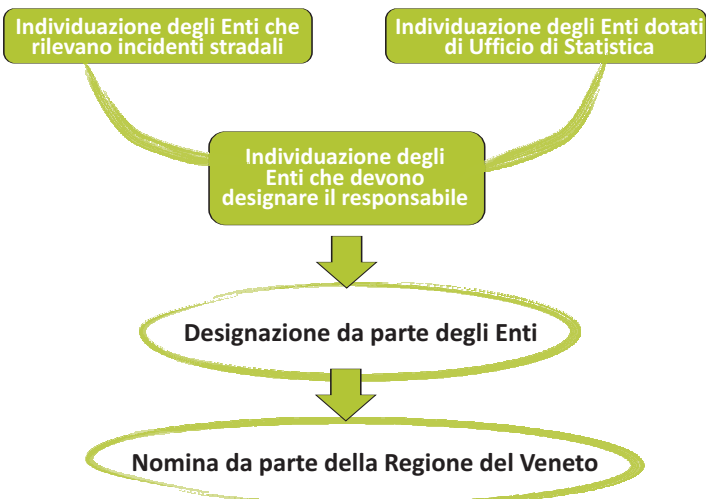 Individuazione degli Enti che
rilevano incidenti stradali
Individuazione degli Enti dotati
di Ufficio di Statistica
Individuazione degli
Enti che devono
designare il responsabile
Designazione da parte degli Enti
Nomina da parte della Regione del Veneto